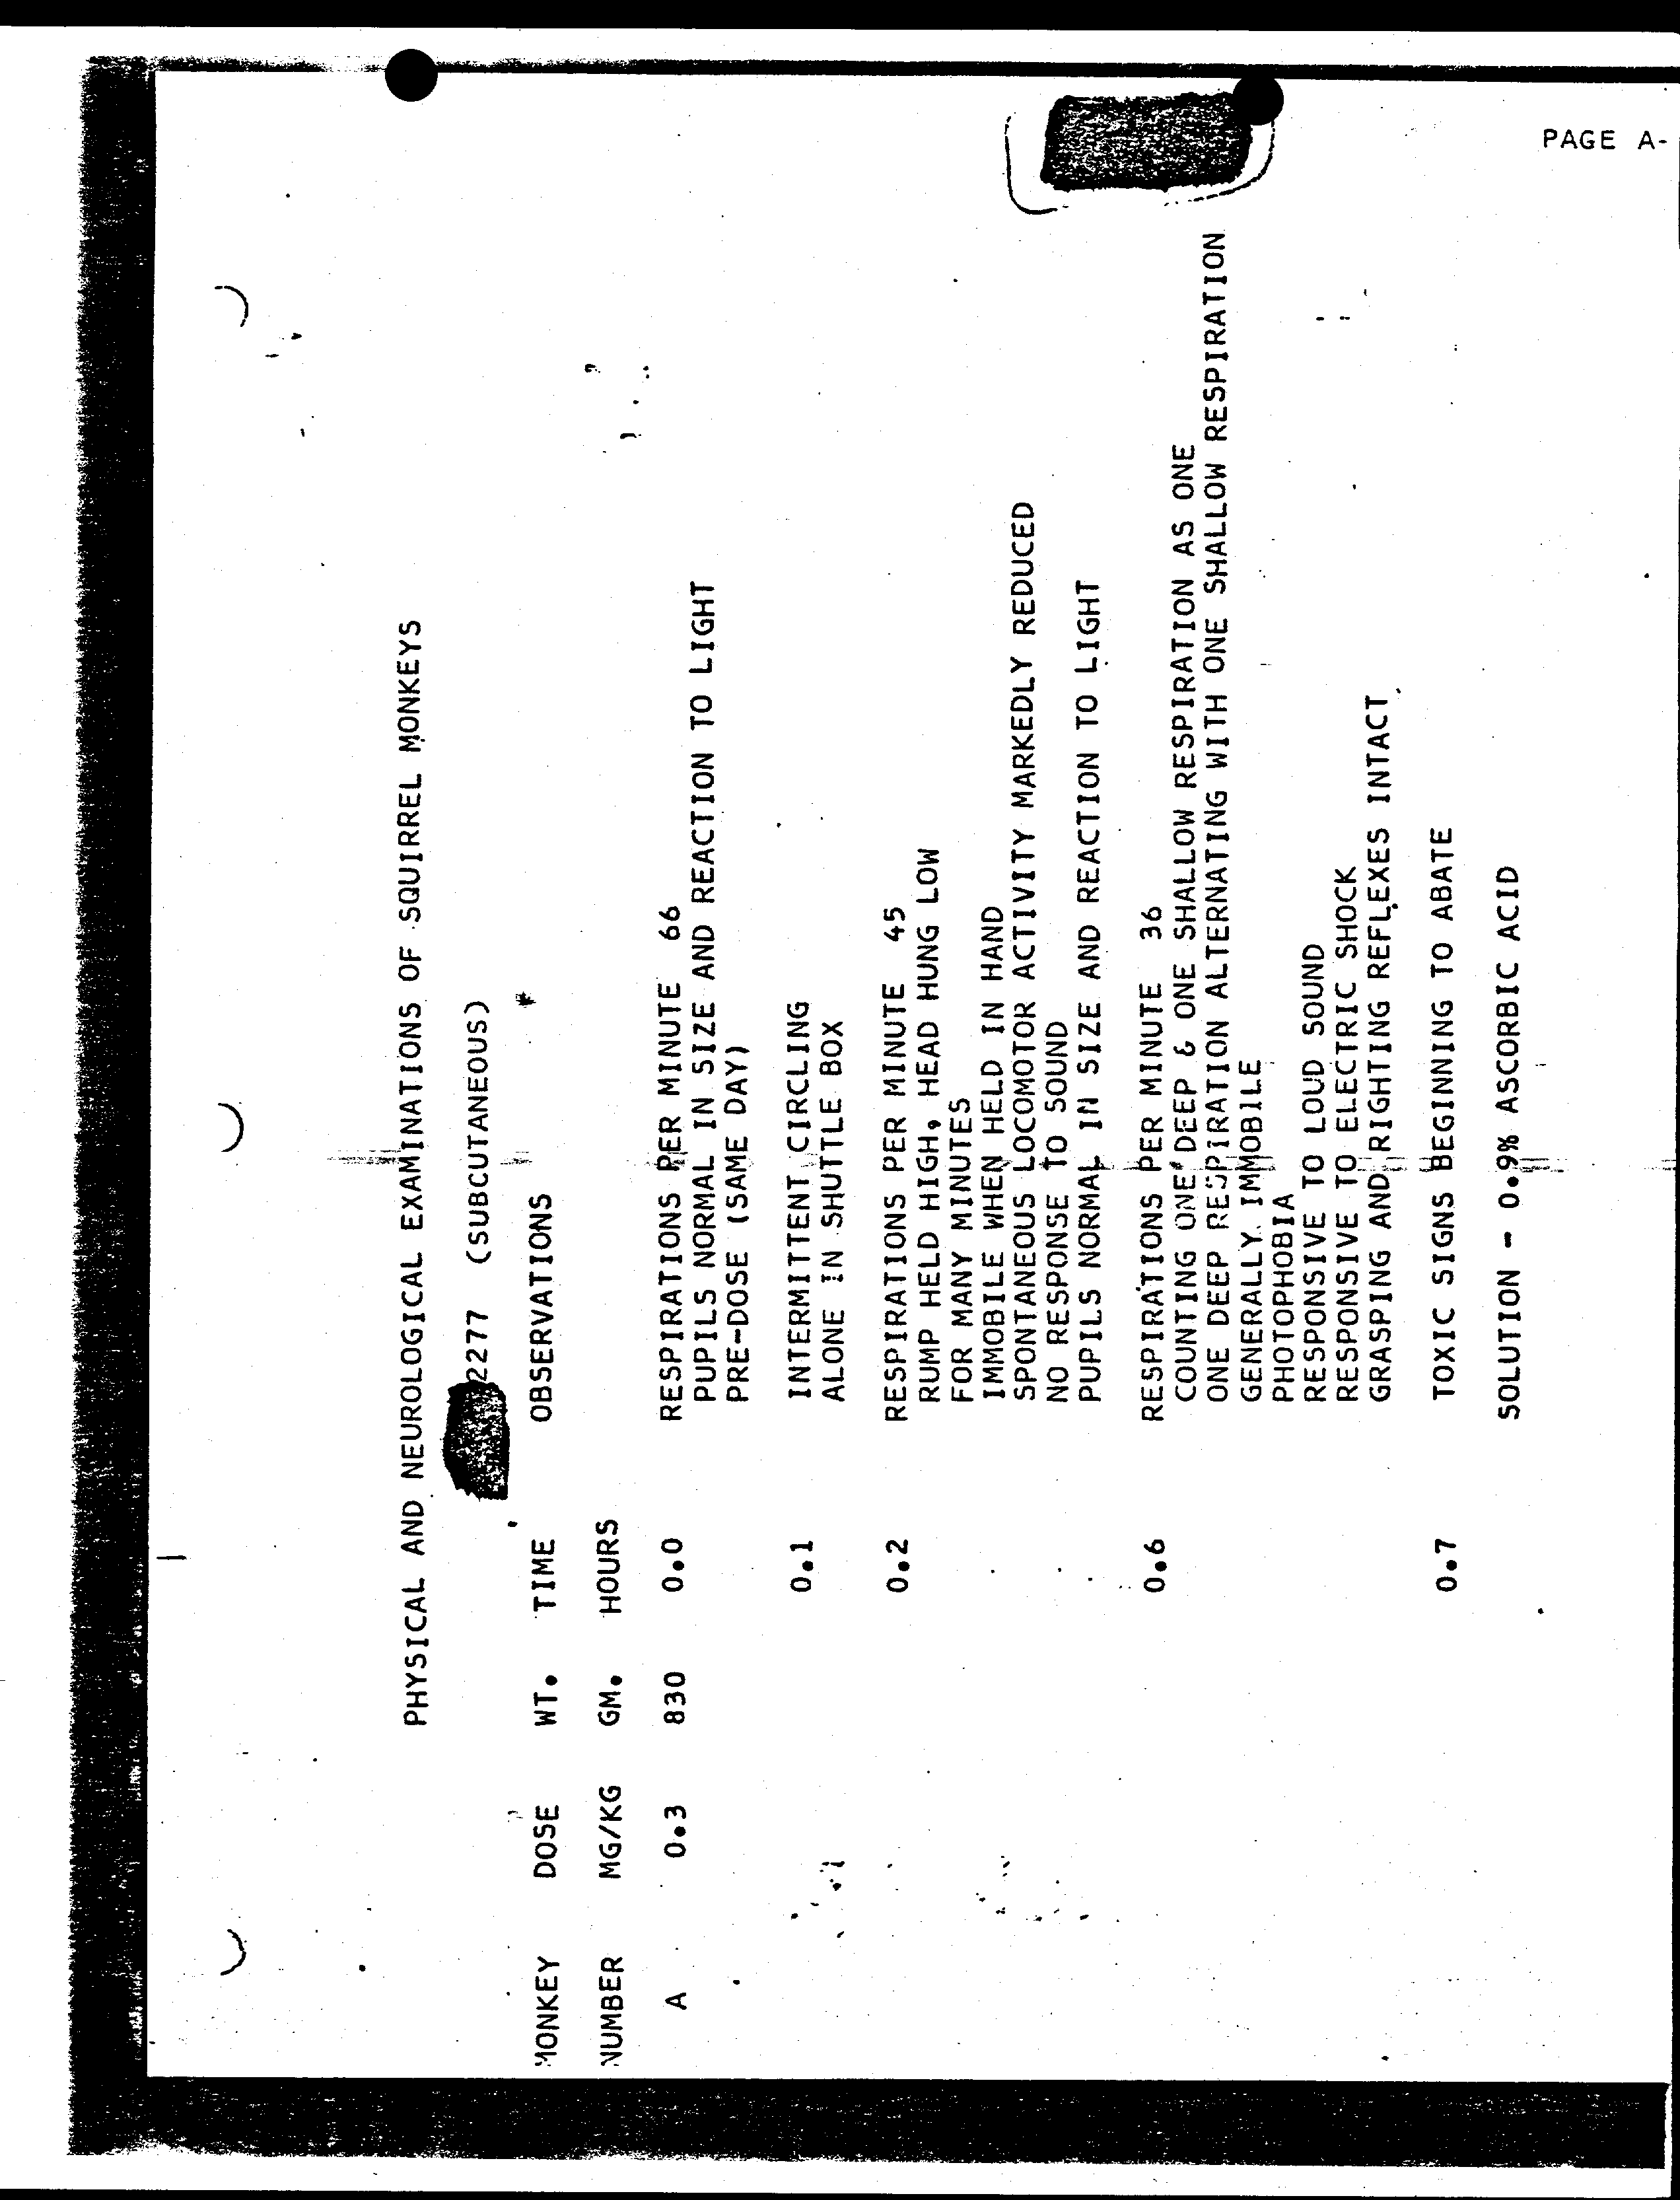 PAGE A-
PHYSICAL AND NEUROLOGICAL EXAMINATIONS OF SQUIRREL MONKEYS
2277 (SUBCUTANEOUS)
MONKEY DOSE WT. TIME OBSERVATIONS
NUMBER MG/KG GM. HOURS
A 0.3 830 0.0 RESPIRATIONS PER MINUTE 66
PUPILS NORMAL IN SIZE AND REACTION TO LIGHT
PRE-DOSE (SAME DAY)
0.1 INTERMITTENT CIRCLING
ALONE IN SHUTTLE BOX
0.2 RESPIRATIONS PER MINUTE 45
RUMP HELD HIGH, HEAD HUNG LOW
FOR MANY MINUTES
IMMOBILE WHEN HELD IN HAND
SPONTANEOUS LOCOMOTOR ACTIVITY MARKEDLY REDUCED
NO RESPONSE TO SOUND
PUPILS NORMAL IN SIZE AND REACTION TO LIGHT
0.6 RESPIRATIONS PER MINUTE 36
COUNTING ONE DEEP & ONE SHALLOW RESPIRATION AS ONE
ONE DEEP RESPIRATION ALTERNATING WITH ONE SHALLOW RESPIRATION
GENERALLY IMMOBILE
PHOTOPHOBIA
RESPONSIVE TO LOUD SOUND
RESPONSIVE TO ELECTRIC SHOCK
GRASPING AND RIGHTING REFLEXES INTACT
0.7 TOXIC SIGNS BEGINNING TO ABATE
SOLUTION - 0.9% ASCORBIC ACID